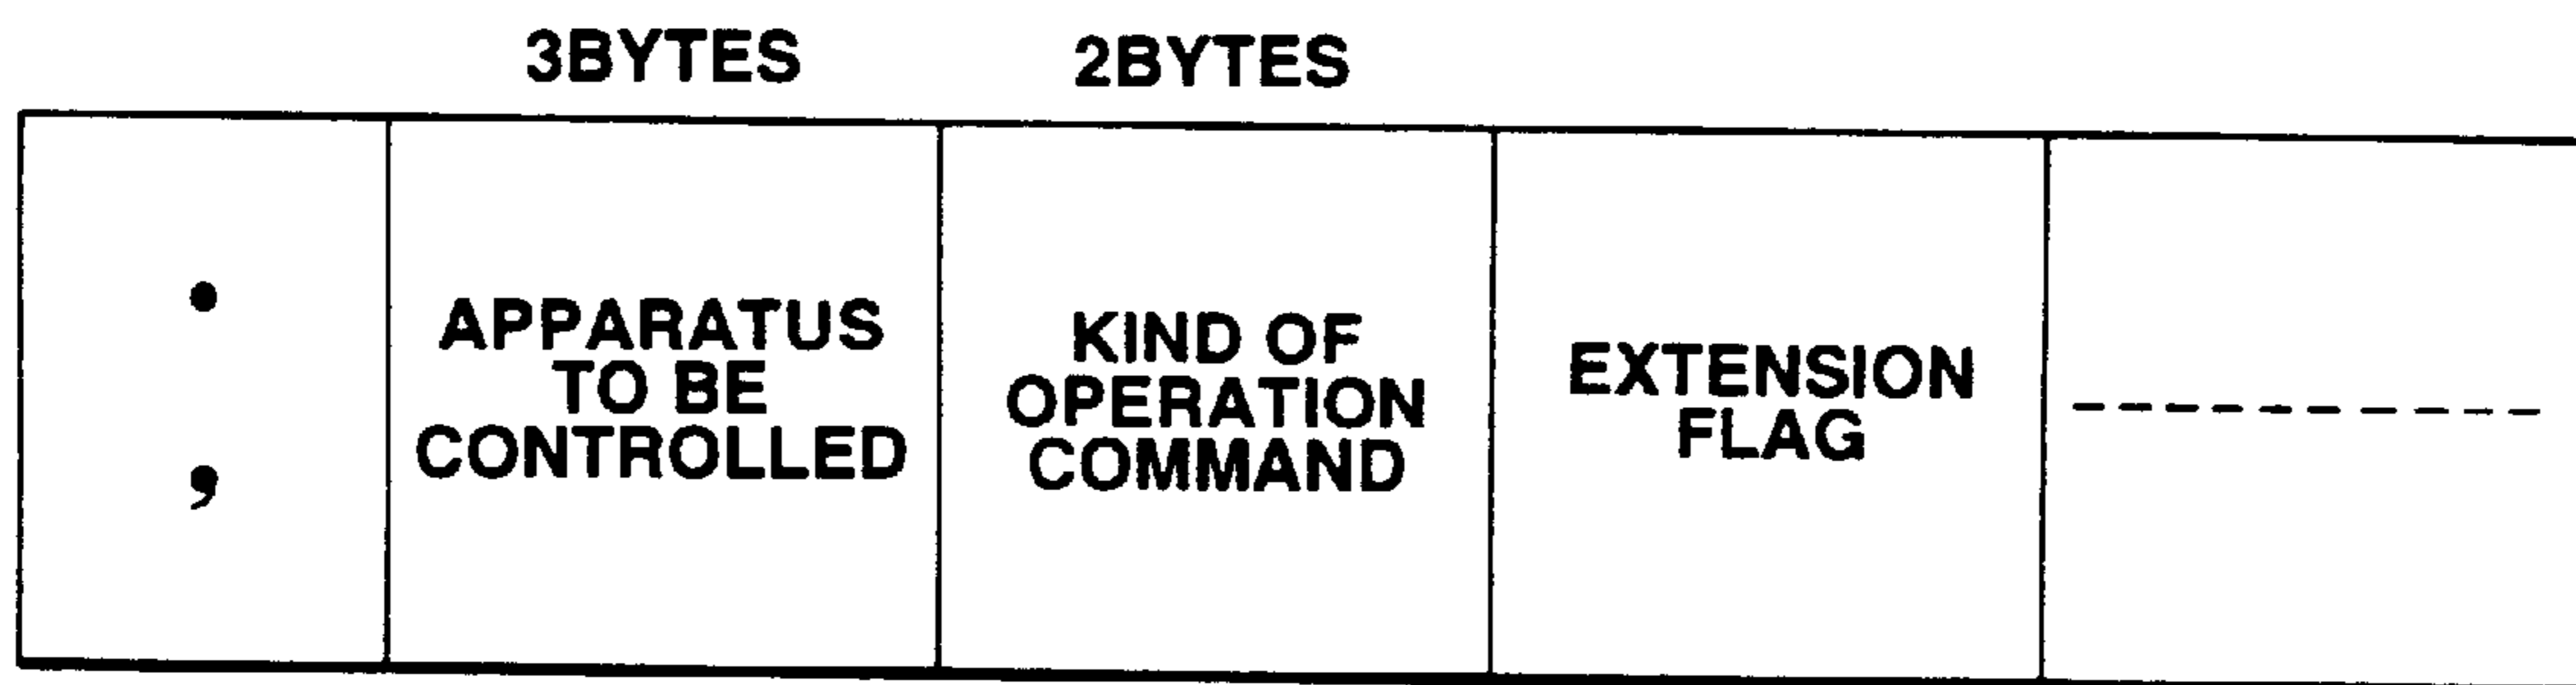 3BYTES 2BYTES
;
APPARATUS
TO BE
CONTROLLED
KIND OF
OPERATION
COMMAND
EXTENSION
FLAG